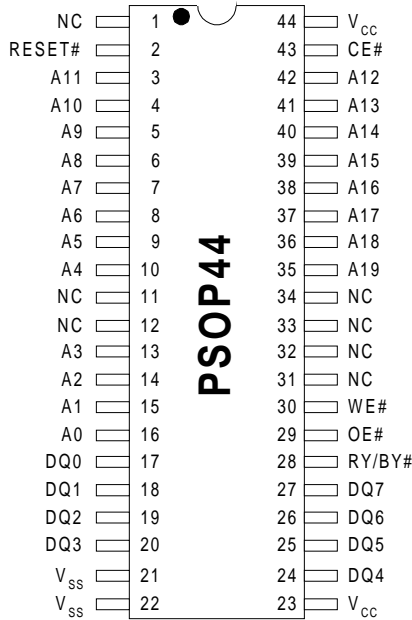 NC 1 44 VCC
RESET# 2 43 CE#
A11 3 42 A12
A10 4 41 A13
A9 5 40 A14
A8 6 39 A15
A7 7 38 A16
A6 8 37 A17
A5 9 36 A18
A4 10 35 A19
NC 11 34 NC
NC 12 33 NC
A3 13 32 NC
A2 14 31 NC
A1 15 30 WE#
A0 16 29 OE#
DQ0 17 28 RY/BY#
DQ1 18 27 DQ7
DQ2 19 26 DQ6
DQ3 20 25 DQ5
VSS 21 24 DQ4
VSS 22 23 VCC
PSOP44